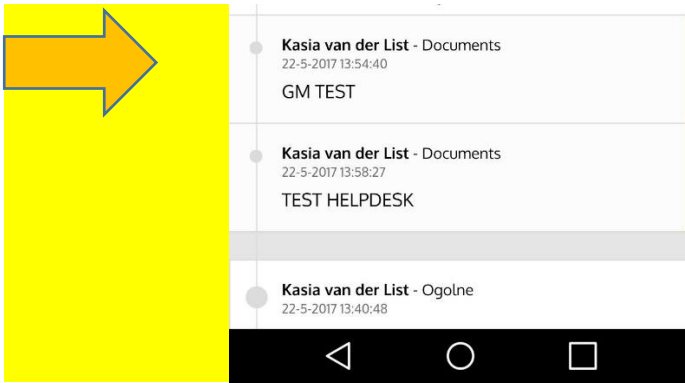 Kasia van der List - Documents
22-5-2017 13:54:40
GM TEST
Kasia van der List - Documents
22-5-2017 13:58:27
TEST HELPDESK
Kasia van der List - Ogolne
22-5-2017 13:40:48